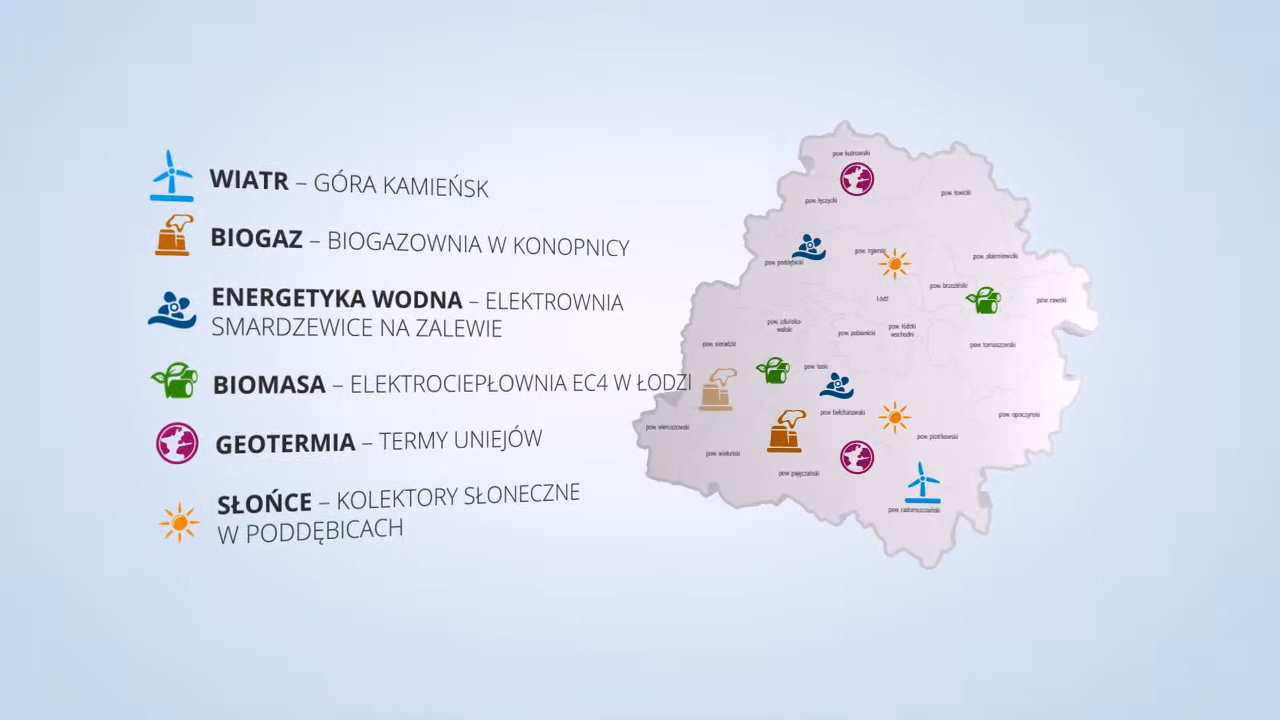 WIATR – GÓRA KAMIEŃSK
BIOGAZ – BIOGAZOWNIA W KONOPNICY
ENERGETYKA WODNA – ELEKTROWNIA
SMARDZEWICE NA ZALEWIE
BIOMASA – ELEKTROCIEPŁOWNIA EC4 W ŁODZI
GEOTERMIA – TERMY UNIEJÓW
SŁOŃCE – KOLEKTORY SŁONECZNE
W PODDĘBICACH
pow. kutnowski
pow. łęczycki
pow. łowicki
pow. zgierski
pow. poddębicki
pow. skierniewicki
pow. brzeziński
Łódź
pow. rawski
pow. zduńsko-
wolski
pow. pabianicki
pow. łódzki
wschodni
pow. sieradzki
pow. tomaszowski
pow. łaski
pow. bełchatowski
pow. opoczyński
pow. wieruszowski
pow. piotrkowski
pow. wieluński
pow. pajęczański
pow. radomszczański